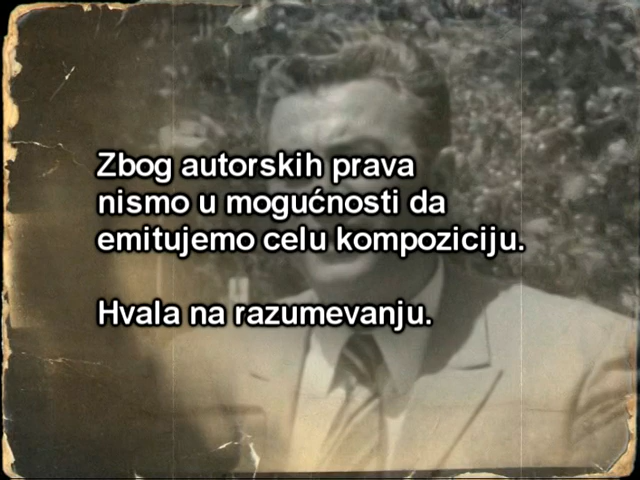 Zbog autorskih prava
nismo u mogućnosti da
emitujemo celu kompoziciju.
Hvala na razumevanju.